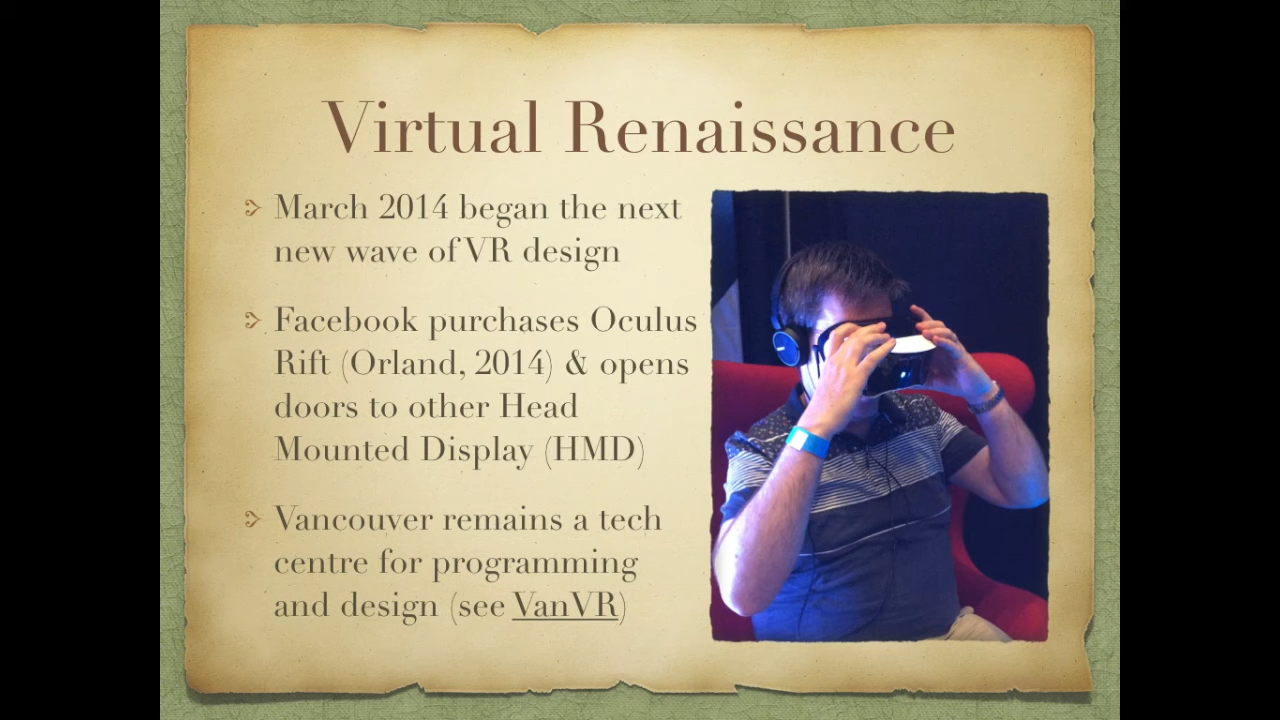 Virtual Renaissance
March 2014 began the next
new wave of VR design
Facebook purchases Oculus
Rift (Orland, 2014) & opens
doors to other Head
Mounted Display (HMD)
Vancouver remains a tech
centre for programming
and design (see VanVR)